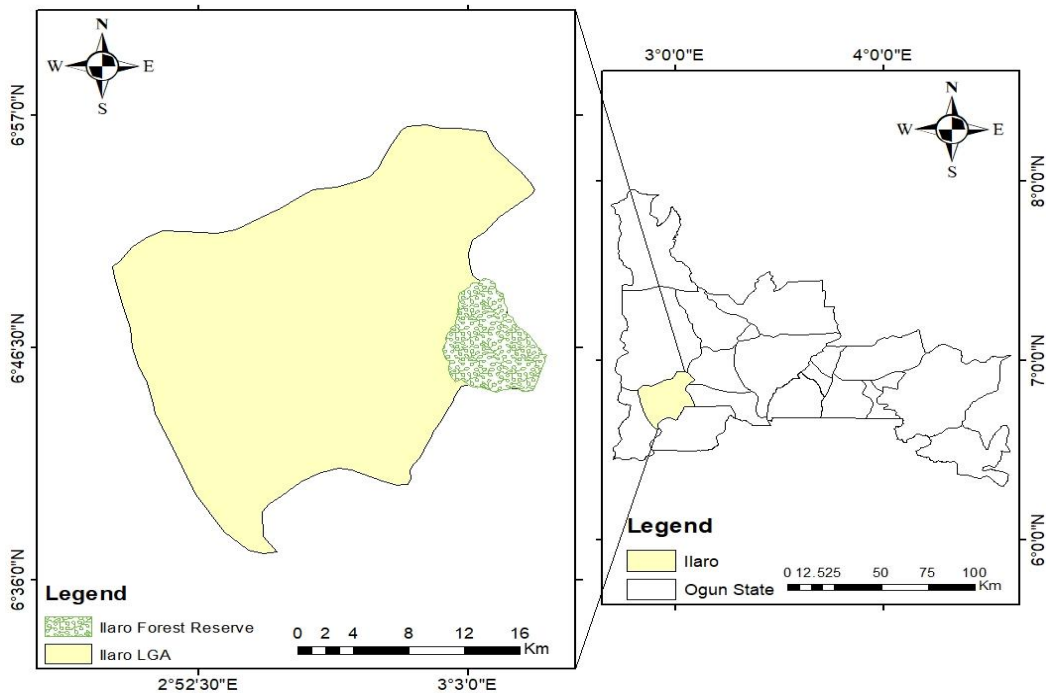 N
W E
S
6°57'0"N
6°46'30"N
6°36'0"N
Legend
Ilaro Forest Reserve
Ilaro LGA
0 2 4 8 12 16
Km
2°52'30"E 3°3'0"E
3°0'0"E 4°0'0"E
N
W E
S
8°0'0"N
7°0'0"N
6°0'0"N
Legend
Ilaro
Ogun State
0 12.525 50 75 100
Km